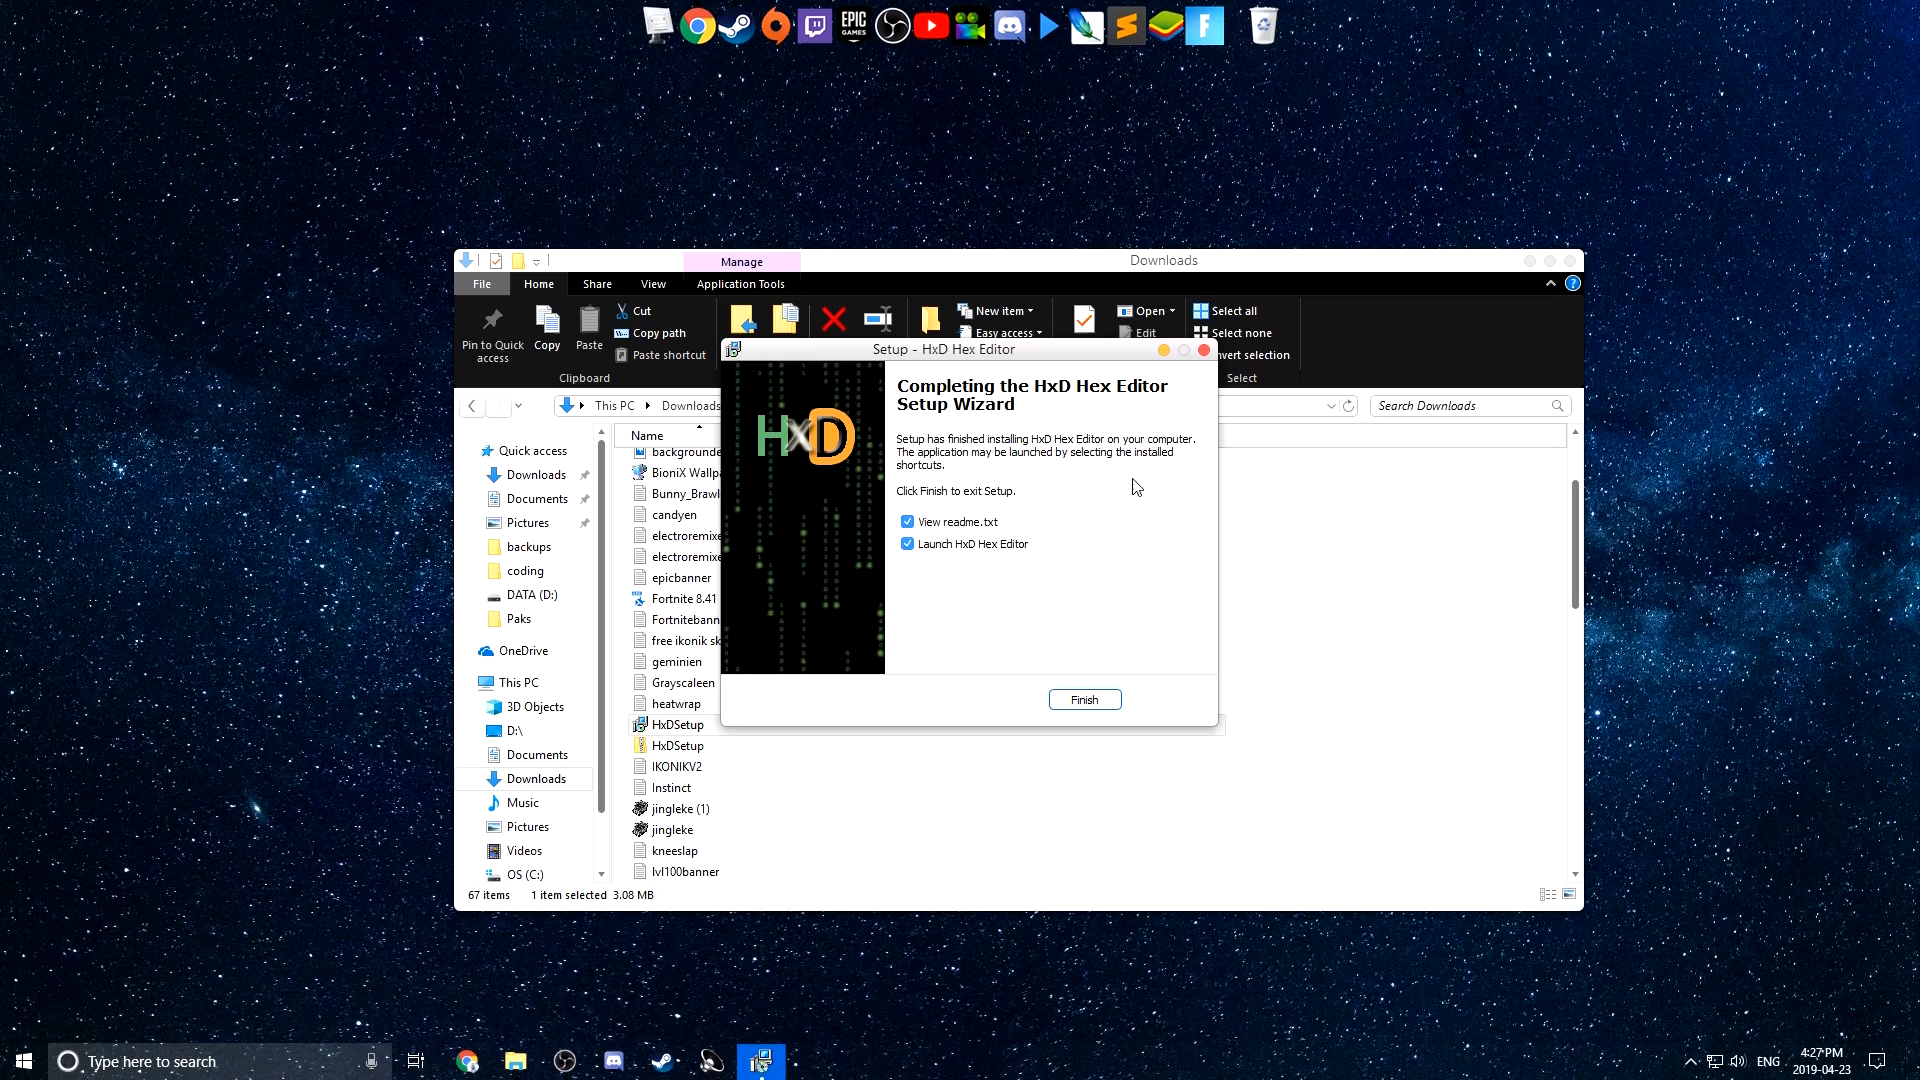 EPIC
GAMES
F
Manage
Downloads
File
Home
Share
View
Application Tools
Pin to Quick
access
Copy
Paste
Cut
Copy path
Paste shortcut
Clipboard
New item
Easy access
Open
Edit
Select all
Select none
nvert selection
Select
This PC
Downloads
Search Downloads
Quick access
Downloads
Documents
Pictures
backups
coding
DATA (D:)
Paks
OneDrive
This PC
3D Objects
D:\
Documents
Downloads
Music
Pictures
Videos
OS (C:)
Name
backgrounde
BioniX Wallpa
Bunny_Brawl
candyen
electroremixe
electroremixe
epicbanner
Fortnite 8.41
Fortnitebann
free ikonik sk
geminien
Grayscaleen
heatwrap
HxDSetup
HxDSetup
IKONIKV2
Instinct
jingleke (1)
jingleke
kneeslap
lvl100banner
67 items
1 item selected 3.08 MB
Setup - HxD Hex Editor
HxD
Completing the HxD Hex Editor
Setup Wizard
Setup has finished installing HxD Hex Editor on your computer.
The application may be launched by selecting the installed
shortcuts.
Click Finish to exit Setup.
View readme.txt
Launch HxD Hex Editor
Finish
Type here to search
ENG
4:27 PM
2019-04-23